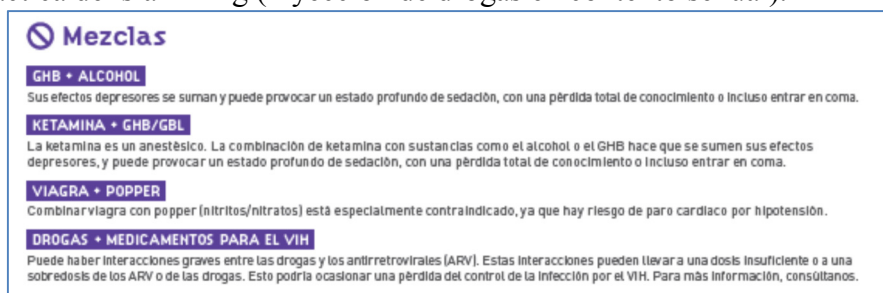 Mezclas
GHB + ALCOHOL
Sus efectos depresores se suman y puede provocar un estado profundo de sedación, con una pérdida total de conocimiento o incluso entrar en coma.
KETAMINA + GHB/GBL
La ketamina es un anestésico. La combinación de ketamina con sustancias como el alcohol o el GHB hace que se sumen sus efectos
depresores, y puede provocar un estado profundo de sedación, con una pérdida total de conocimiento o incluso entrar en coma.
VIAGRA + POPPER
Combinar viagra con popper (nitritos/nitratos) está especialmente contraindicado, ya que hay riesgo de paro cardiaco por hipotensión.
DROGAS + MEDICAMENTOS PARA EL VIH
Puede haber interacciones graves entre las drogas y los antirretrovirales (ARV). Estas interacciones pueden llevar a una dosis insuficiente o a una
sobredosis de los ARV o de las drogas. Esto podría ocasionar una pérdida del control de la infección por el VIH. Para más información, consúltanos.